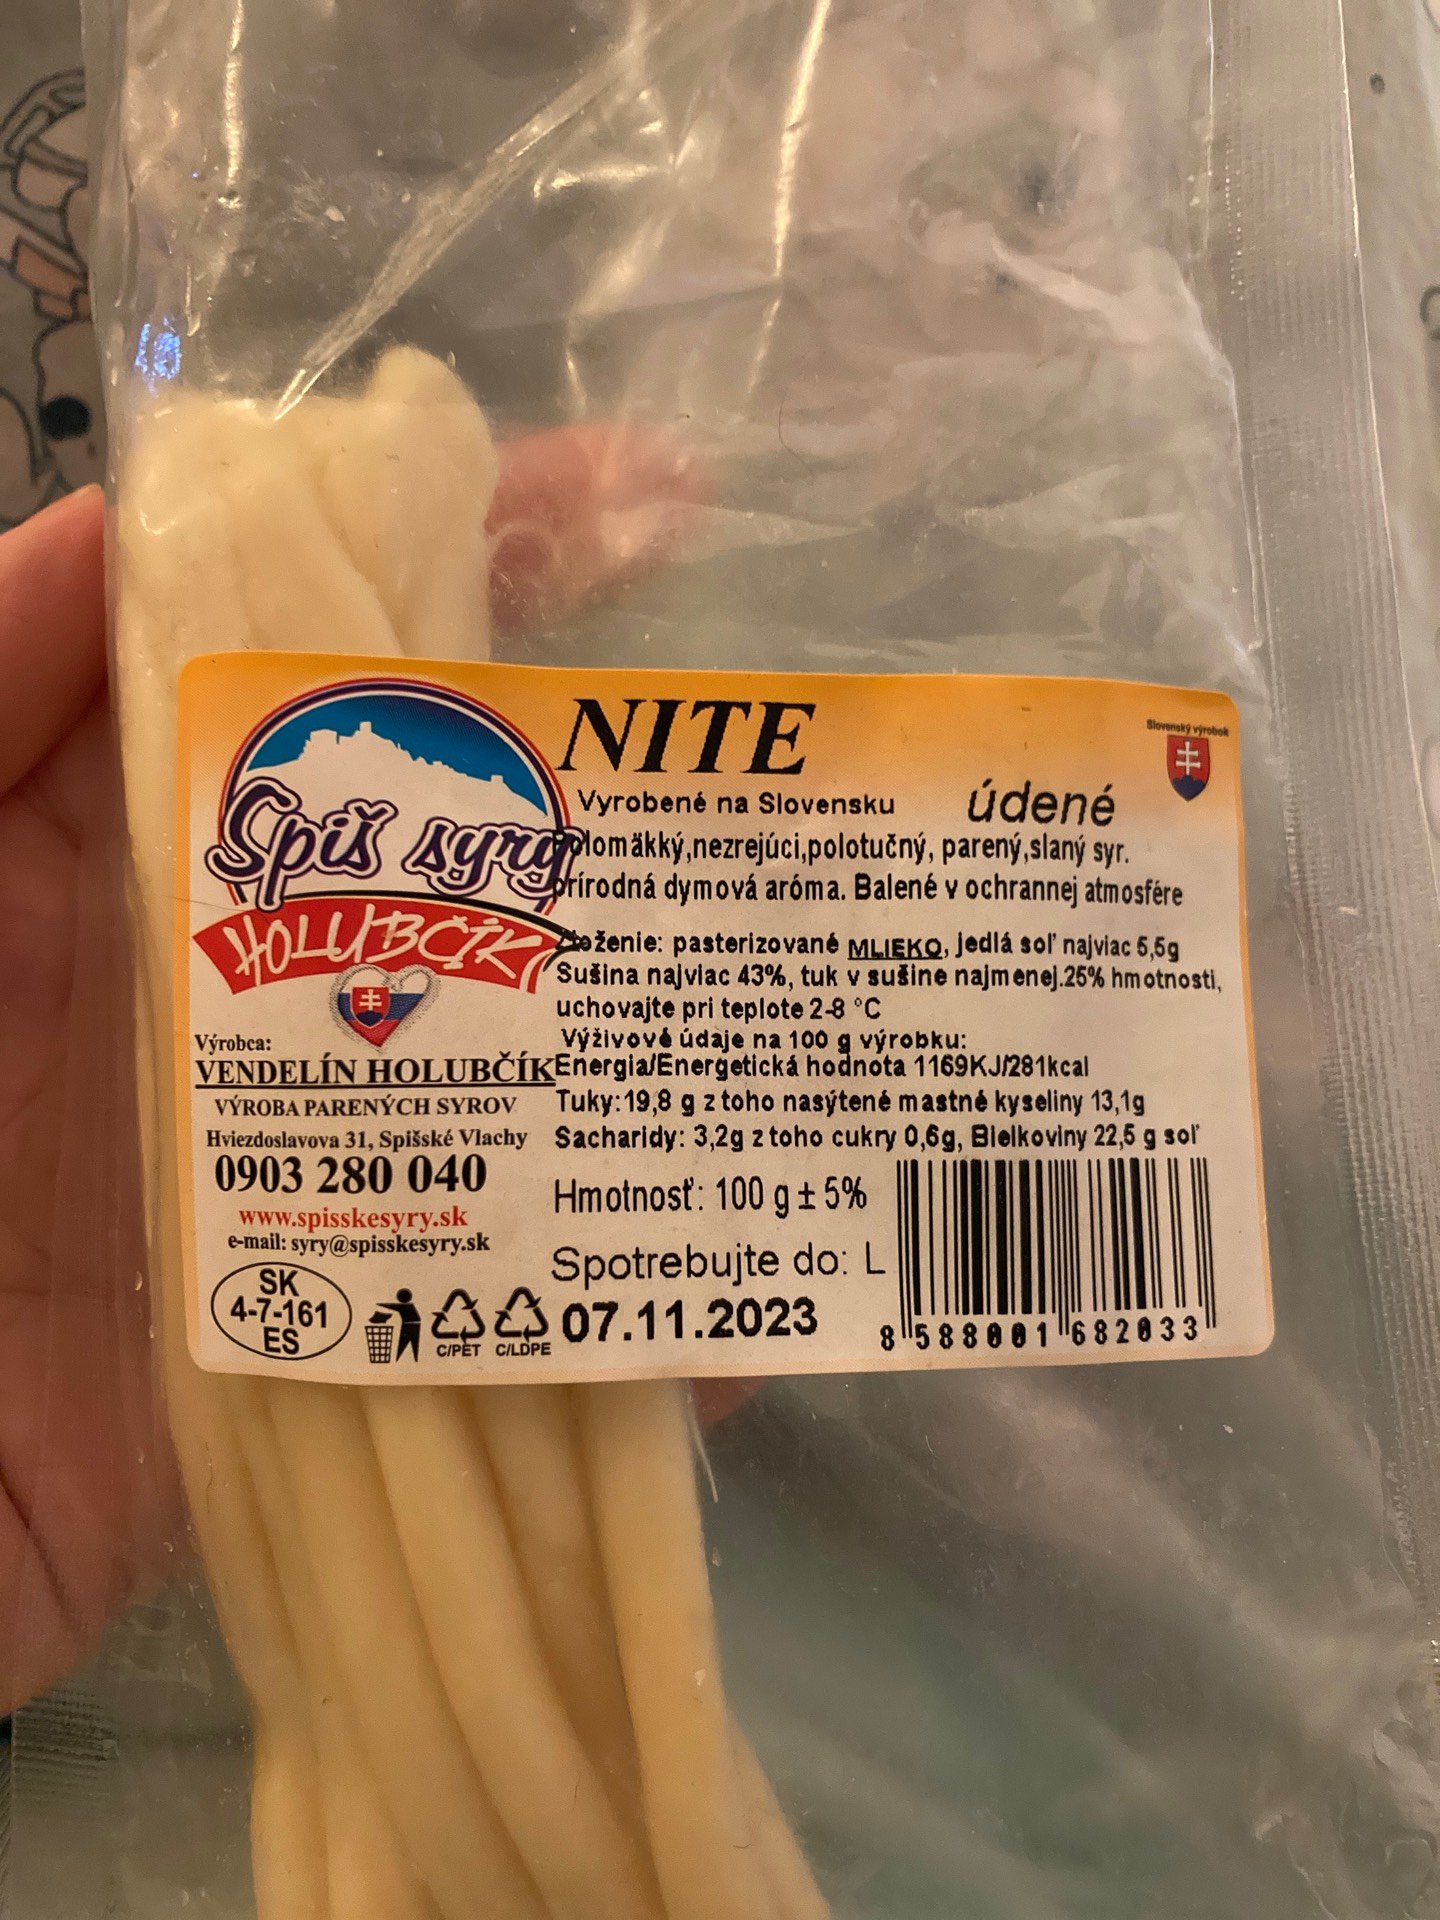 NITE
Slovenský výrobok
Vyrobené na Slovensku údené
Spiš syry
Polomäkký,nezrejúci,polotučný, parený,slaný syr.
prírodná dymová aróma. Balené v ochrannej atmosfére
HOLUBČÍK
Zloženie: pasterizované MLIEKO, jedlá soľ najviac 5,5g
Sušina najviac 43%, tuk v sušine najmenej.25% hmotnosti,
uchovajte pri teplote 2-8 °C
Výživové údaje na 100 g výrobku:
Energia/Energetická hodnota 1169KJ/281kcal
Tuky:19,8 g z toho nasýtené mastné kyseliny 13,1g
Sacharidy: 3,2g z toho cukry 0,6g, Bielkoviny 22,5 g soľ
Výrobca:
VENDELÍN HOLUBČÍK
VÝROBA PARENÝCH SYROV
Hviezdoslavova 31, Spišské Vlachy
0903 280 040
www.spisskesyry.sk
e-mail: syry@spisskesyry.sk
SK
4-7-161
ES
C/PET C/LDPE
Hmotnosť: 100 g ± 5%
Spotrebujte do: L
07.11.2023
8 588001 682033